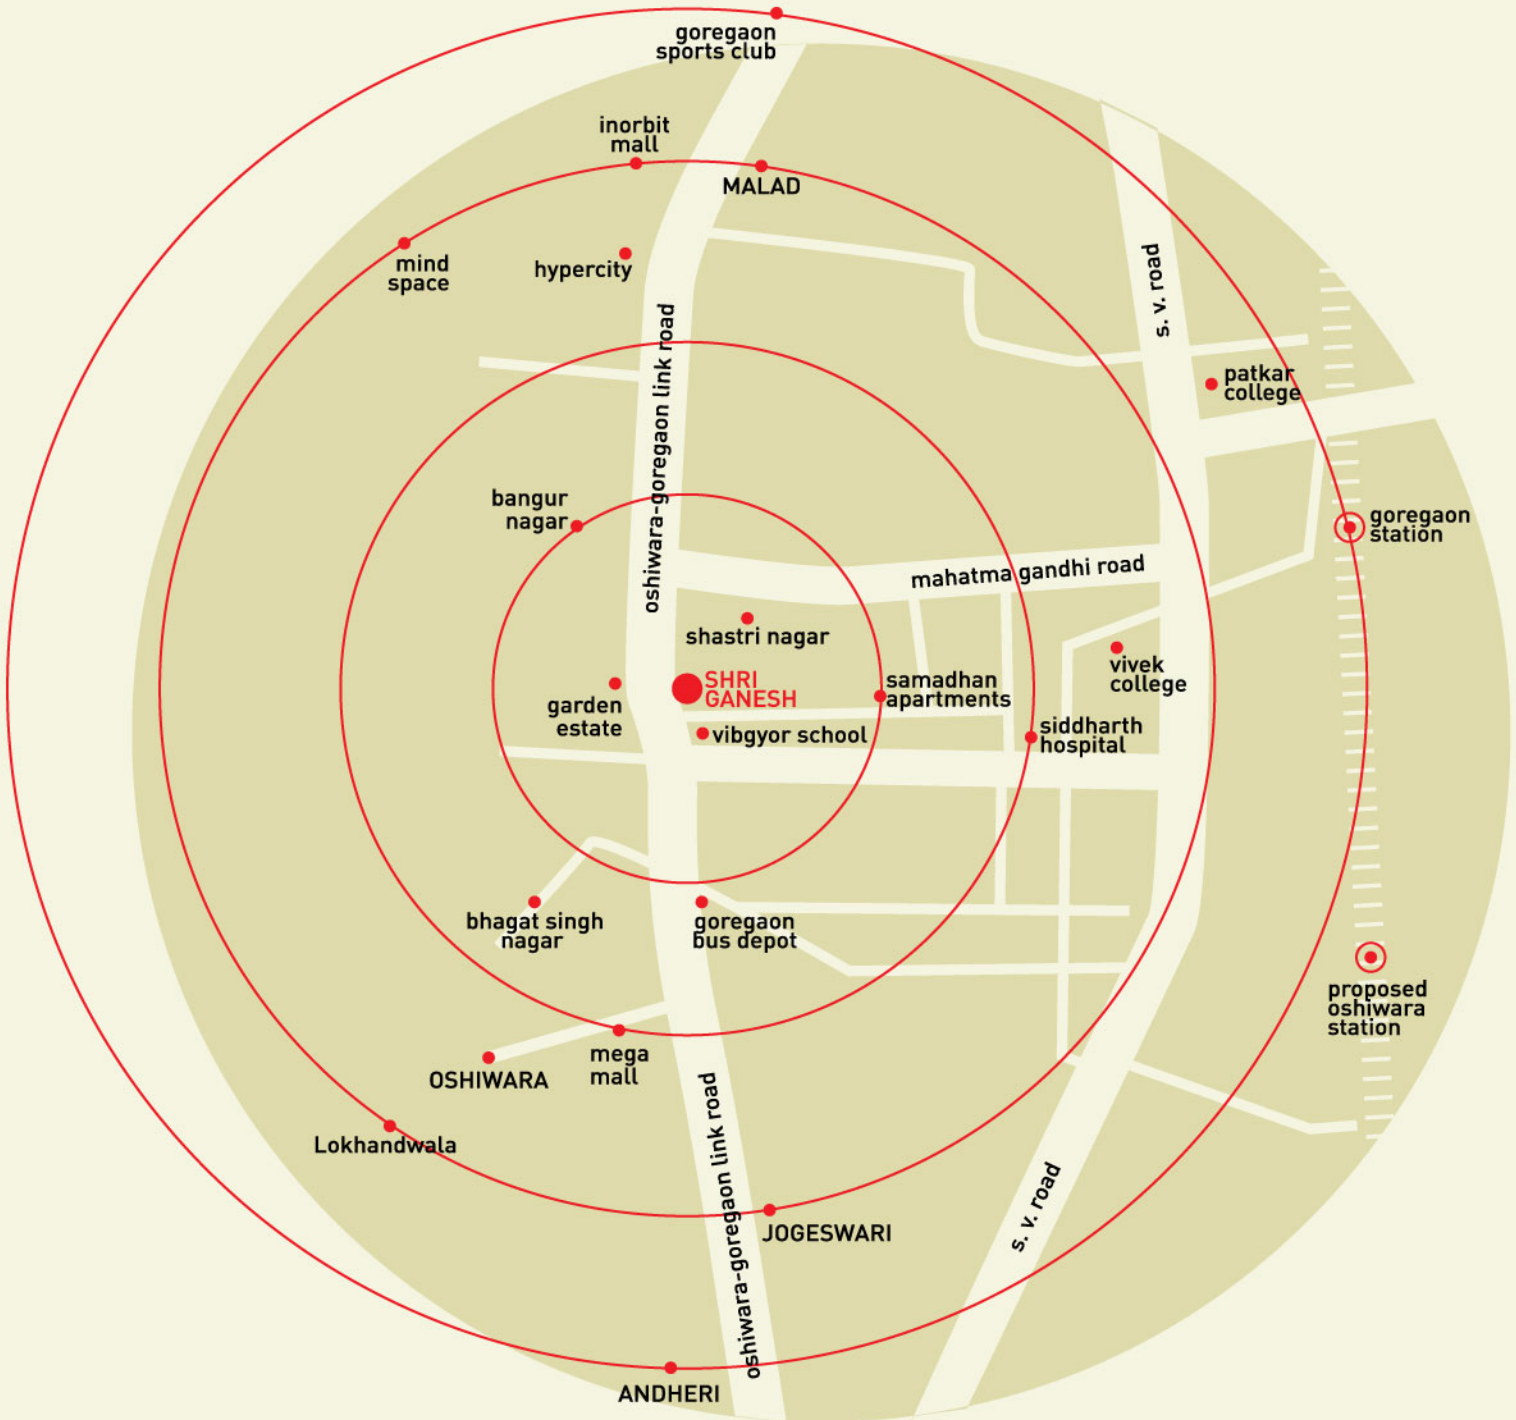 goregaon
sports club
inorbit
mall
MALAD
mind
space
hypercity
s. v. road
oshiwara-goregaon link road
patkar
college
bangur
nagar
goregaon
station
mahatma gandhi road
shastri nagar
vivek
college
SHRI
GANESH
samadhan
apartments
garden
estate
vibgyor school
siddharth
hospital
bhagat singh
nagar
goregaon
bus depot
proposed
oshiwara
station
mega
mall
OSHIWARA
Lokhandwala
oshiwara-goregaon link road
s. v. road
JOGESWARI
ANDHERI